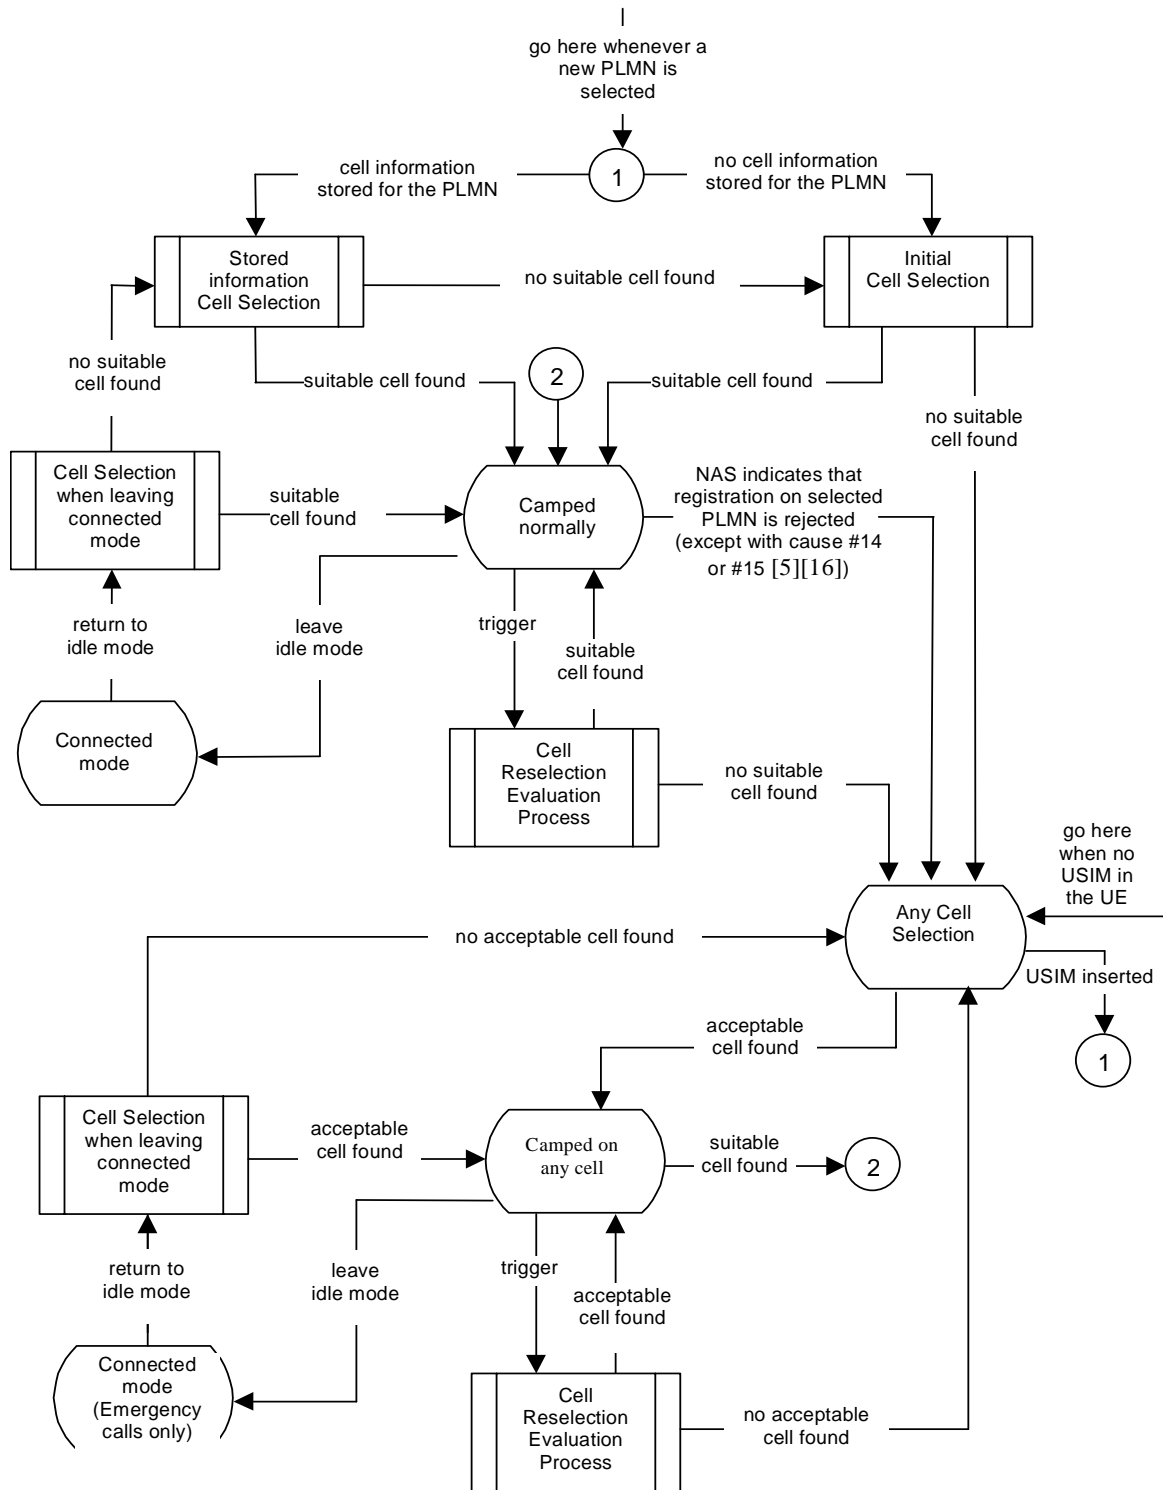 go here whenever a
new PLMN is
selected
1
cell information
stored for the PLMN
no cell information
stored for the PLMN
Stored
information
Cell Selection
no suitable cell found
Initial
Cell Selection
no suitable
cell found
suitable cell found
2
suitable cell found
no suitable
cell found
Cell Selection
when leaving
connected
mode
suitable
cell found
Camped
normally
NAS indicates that
registration on selected
PLMN is rejected
(except with cause #14
or #15 [5][16])
return to
idle mode
leave
idle mode
trigger
suitable
cell found
Connected
mode
Cell
Reselection
Evaluation
Process
no suitable
cell found
go here
when no
USIM in
the UE
Any Cell
Selection
no acceptable cell found
USIM inserted
1
acceptable
cell found
Cell Selection
when leaving
connected
mode
acceptable
cell found
Camped on
any cell
suitable
cell found
2
return to
idle mode
leave
idle mode
trigger
acceptable
cell found
Connected
mode
(Emergency
calls only)
Cell
Reselection
Evaluation
Process
no acceptable
cell found